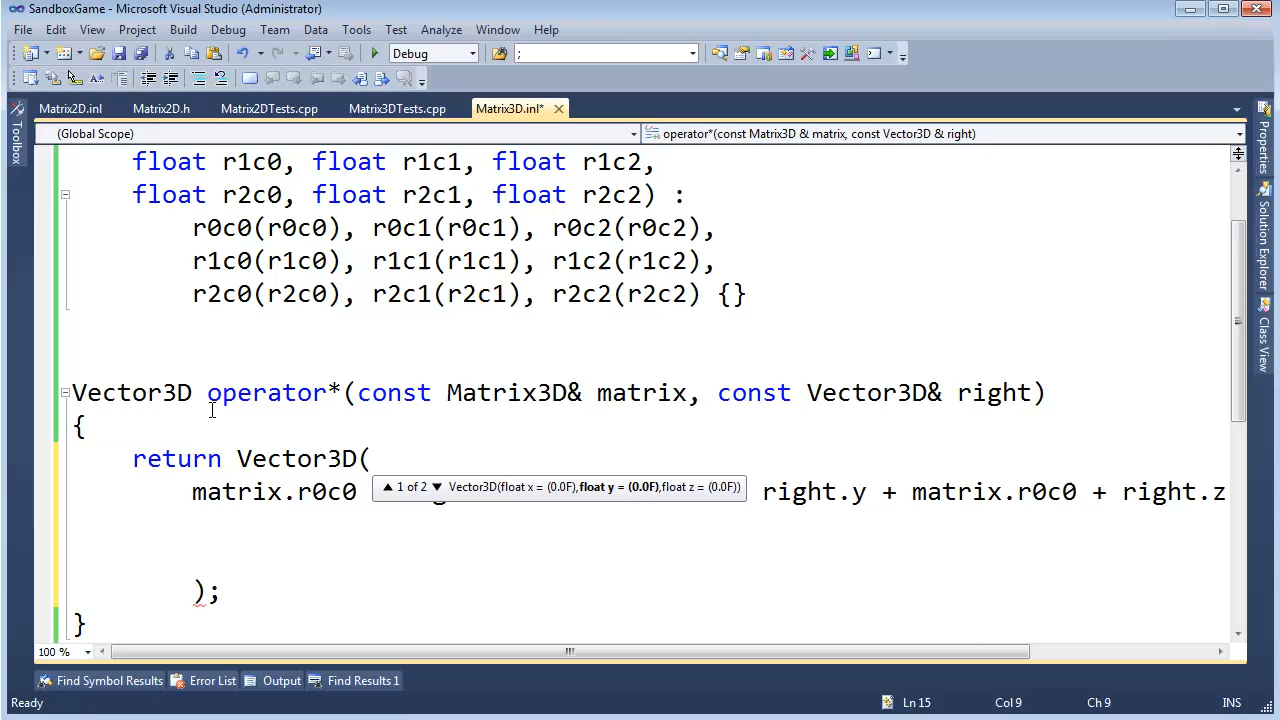 SandboxGame - Microsoft Visual Studio (Administrator)
File Edit View Project Build Debug Team Data Tools Test Analyze Window Help
Debug ;
Matrix2D.inl Matrix2D.h Matrix2DTests.cpp Matrix3DTests.cpp Matrix3D.inl*
(Global Scope) operator*(const Matrix3D & matrix, const Vector3D & right)
Toolbox
Properties
Solution Explorer
Class View
float r1c0, float r1c1, float r1c2,
float r2c0, float r2c1, float r2c2) :
r0c0(r0c0), r0c1(r0c1), r0c2(r0c2),
r1c0(r1c0), r1c1(r1c1), r1c2(r1c2),
r2c0(r2c0), r2c1(r2c1), r2c2(r2c2) {}
Vector3D operator*(const Matrix3D& matrix, const Vector3D& right)
{
return Vector3D(
1 of 2 Vector3D(float x = (0.0F),float y = (0.0F),float z = (0.0F))
matrix.r0c0 right.y + matrix.r0c0 + right.z
);
}
100 %
Find Symbol Results Error List Output Find Results 1
Ready Ln 15 Col 9 Ch 9 INS